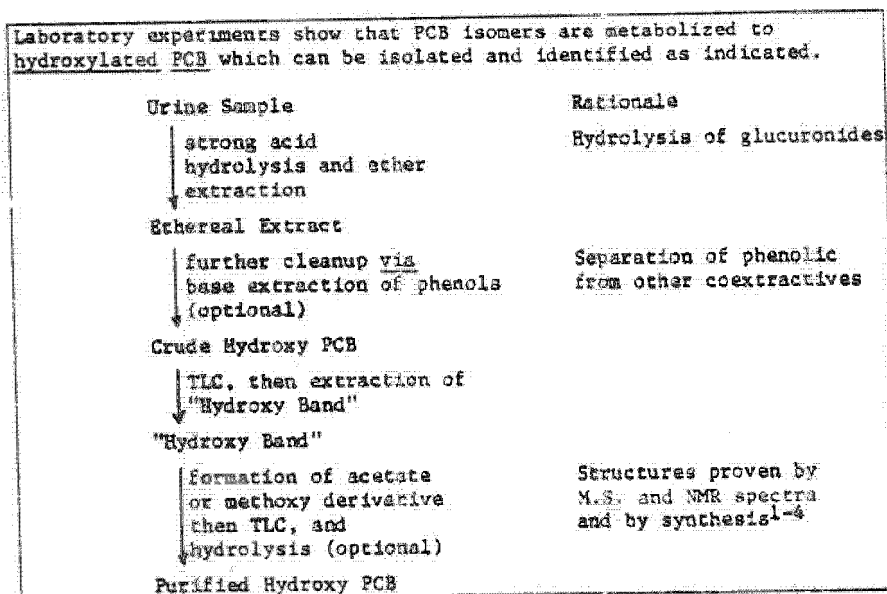 Laboratory experiments show that PCB isomers are metabolized to
hydroxylated PCB which can be isolated and identified as indicated.
Urine Sample Rationale
strong acid Hydrolysis of glucuronides
hydrolysis and ether
extraction
Ethereal Extract
further cleanup via Separation of phenolic
base extraction of phenols from other coextractives
(optional)
Crude Hydroxy PCB
TLC, then extraction of
"Hydroxy Band"
"Hydroxy Band"
formation of acetate Structures proven by
or methoxy derivative M.S. and NMR spectra
then TLC, and and by synthesis1-4
hydrolysis (optional)
Purified Hydroxy PCB